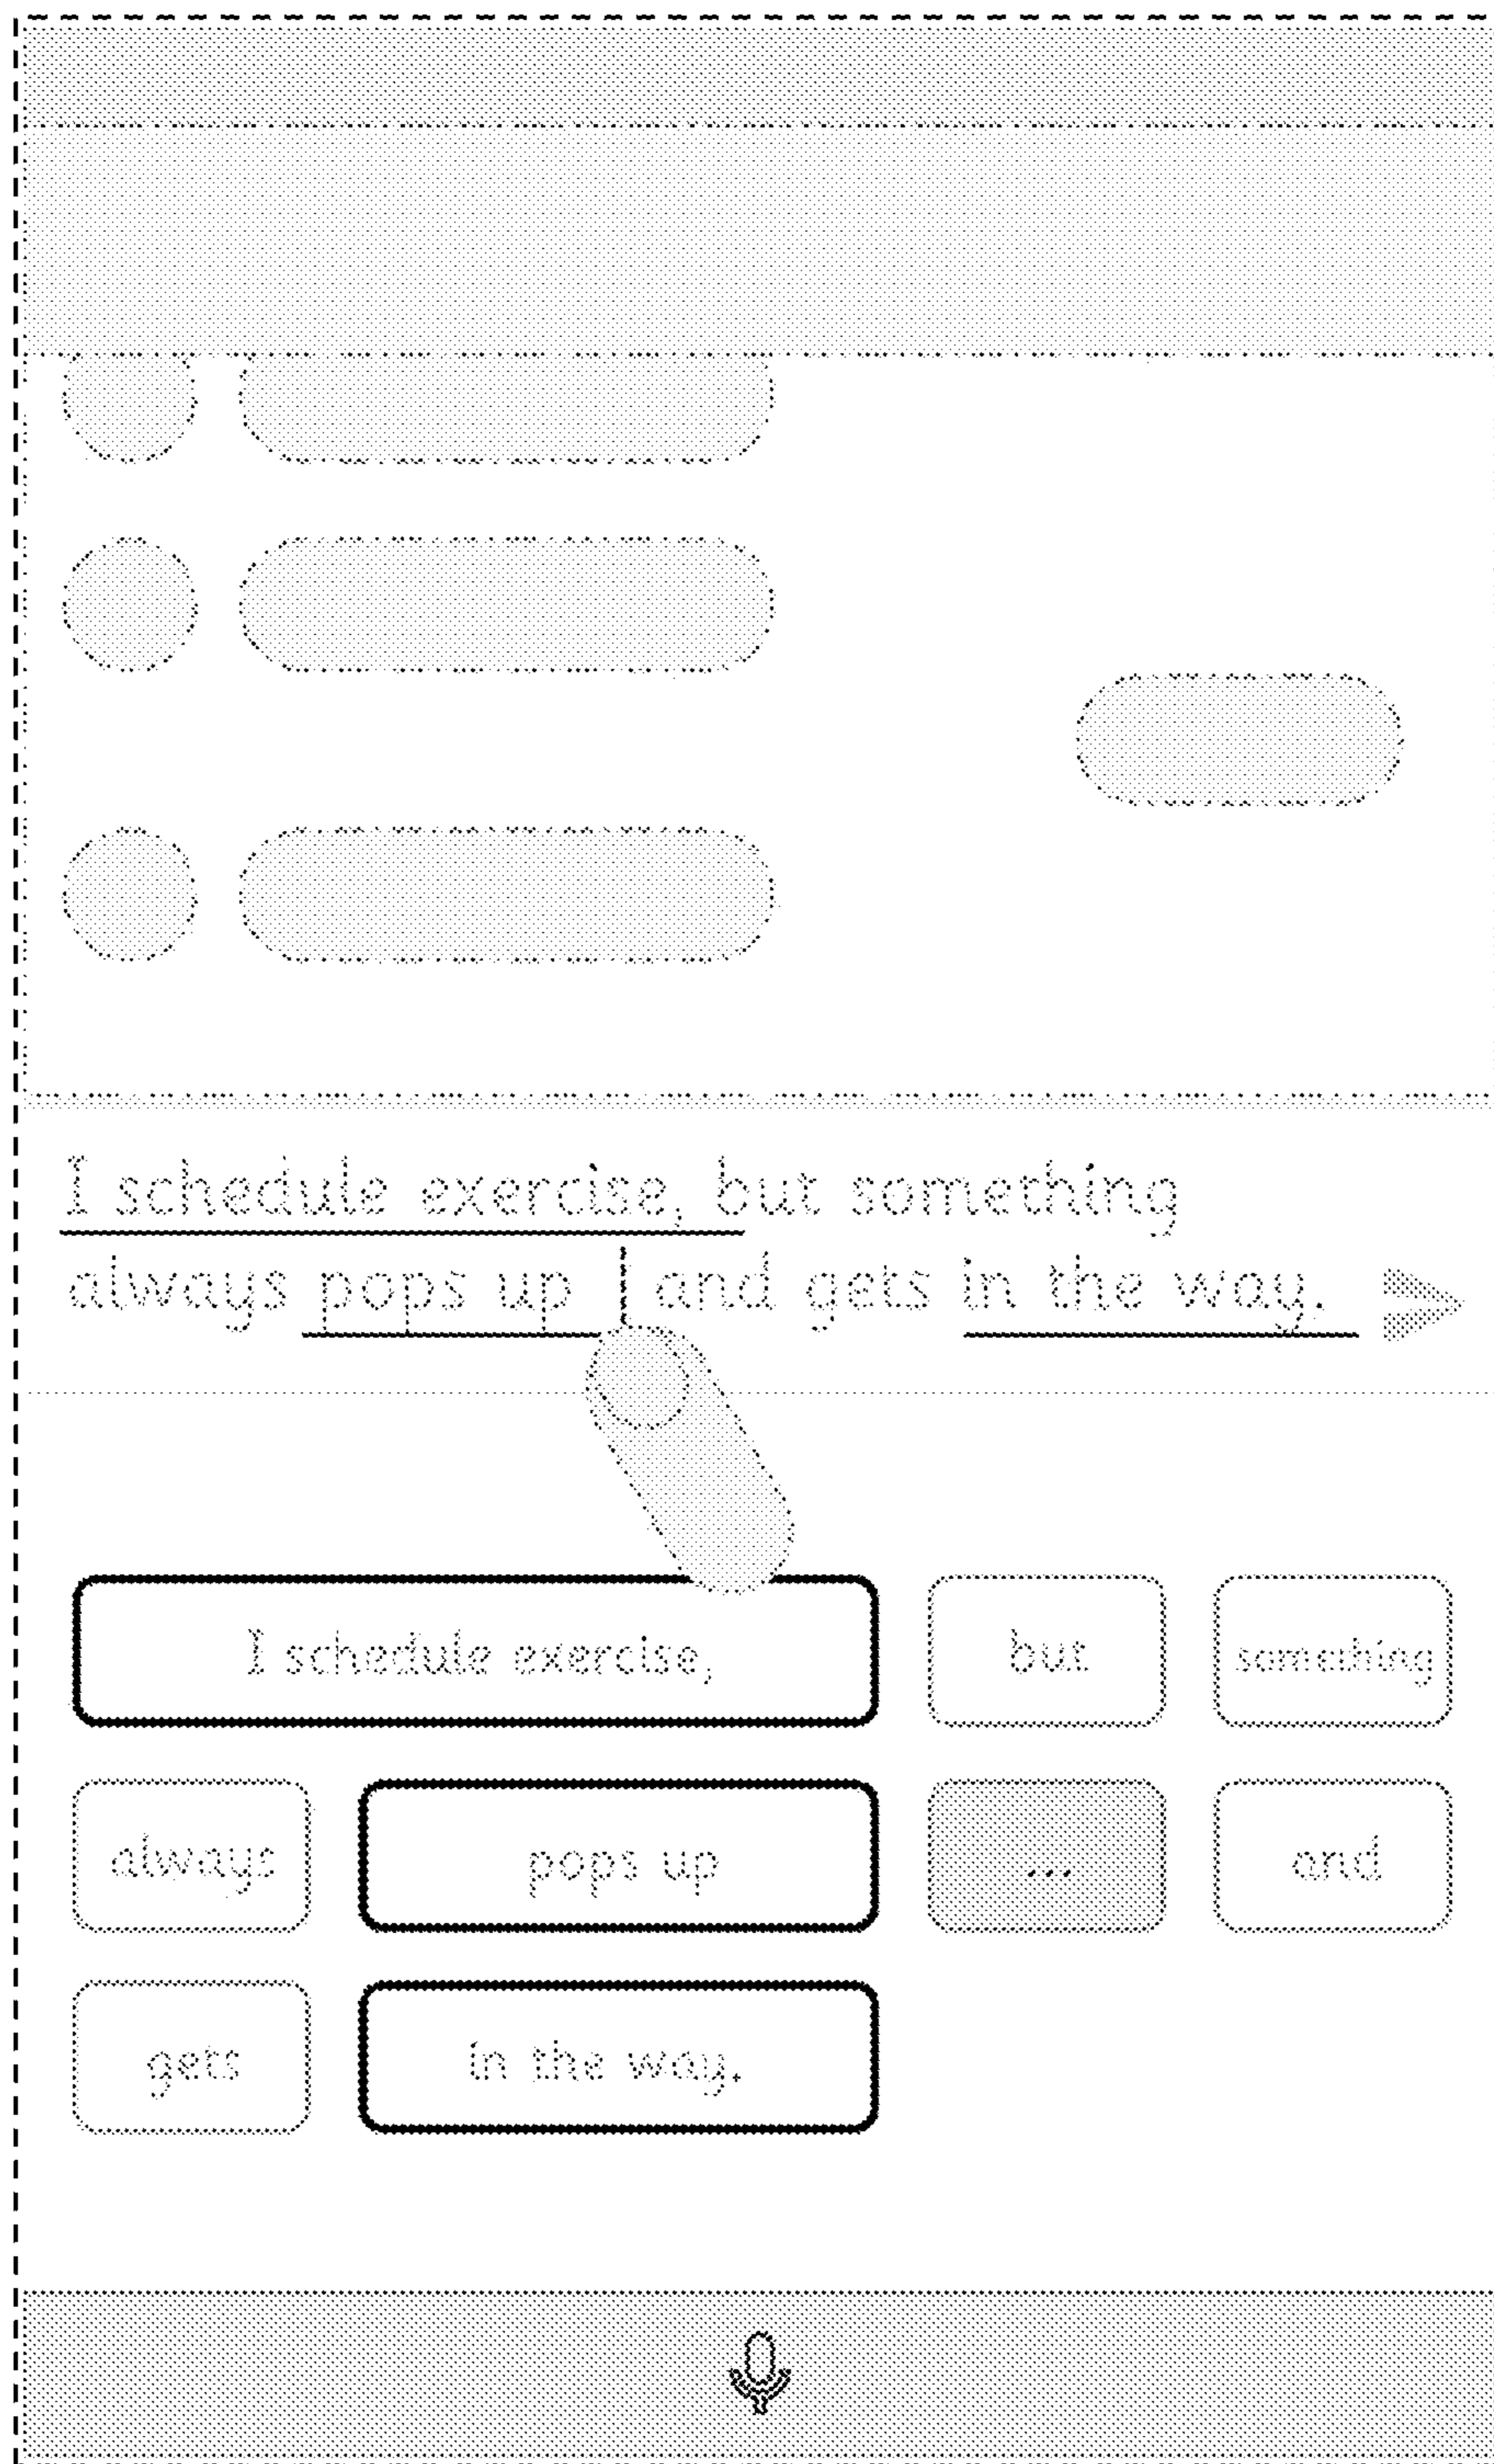 I schedule exercise, but something
always pops up and gets in the way.
I schedule exercise, but something
always pops up ... and
gets in the way.